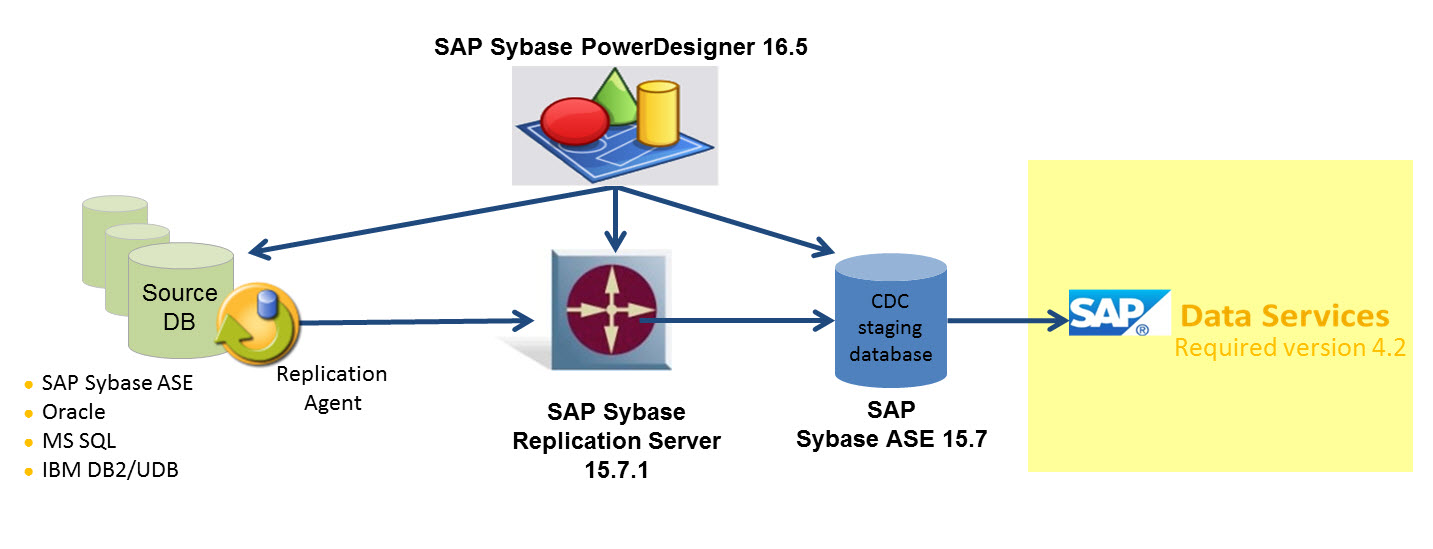 SAP Sybase PowerDesigner 16.5
Source
DB
Replication
Agent
• SAP Sybase ASE
• Oracle
• MS SQL
• IBM DB2/UDB
SAP Sybase
Replication Server
15.7.1
CDC
staging
database
SAP
Sybase ASE 15.7
SAP® Data Services
Required version 4.2